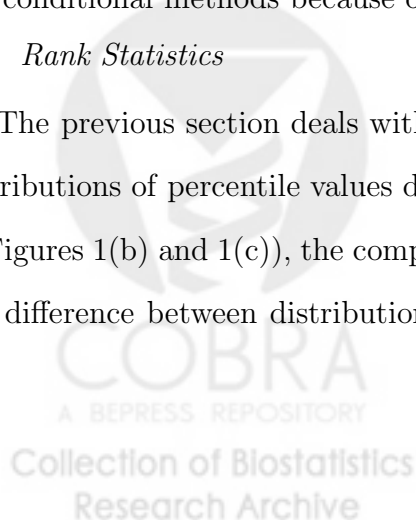 conditional methods because o
Rank Statistics
The previous section deals with
ributions of percentile values d
igures 1(b) and 1(c)), the comp
difference between distribution
COBRA
A BEPRESS REPOSITORY
Collection of Biostatistics
Research Archive